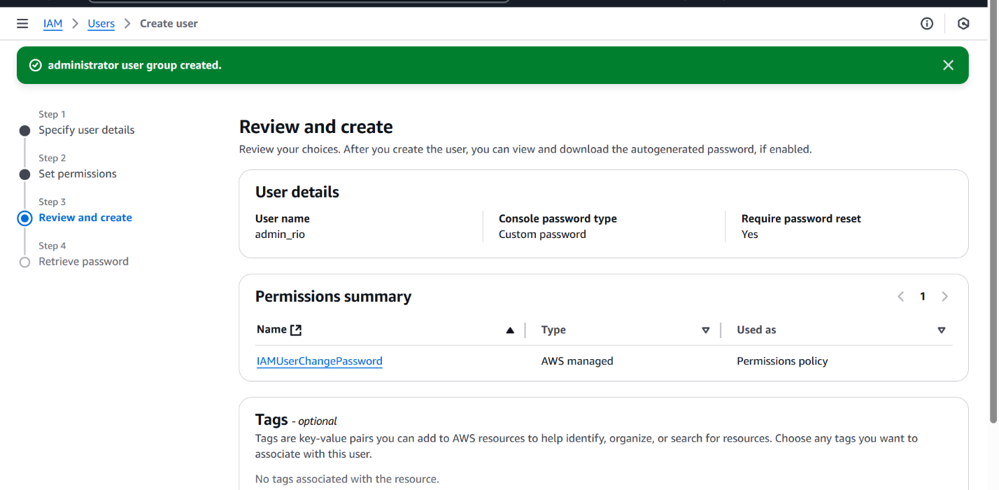 IAM > Users > Create user
administrator user group created.
Step 1
Specify user details
Step 2
Set permissions
Step 3
Review and create
Step 4
Retrieve password
Review and create
Review your choices. After you create the user, you can view and download the autogenerated password, if enabled.
User details
User name Console password type Require password reset
admin_rio Custom password Yes
Permissions summary
1
Name Type Used as
IAMUserChangePassword AWS managed Permissions policy
Tags - optional
Tags are key-value pairs you can add to AWS resources to help identify, organize, or search for resources. Choose any tags you want to
associate with this user.
No tags associated with the resource.